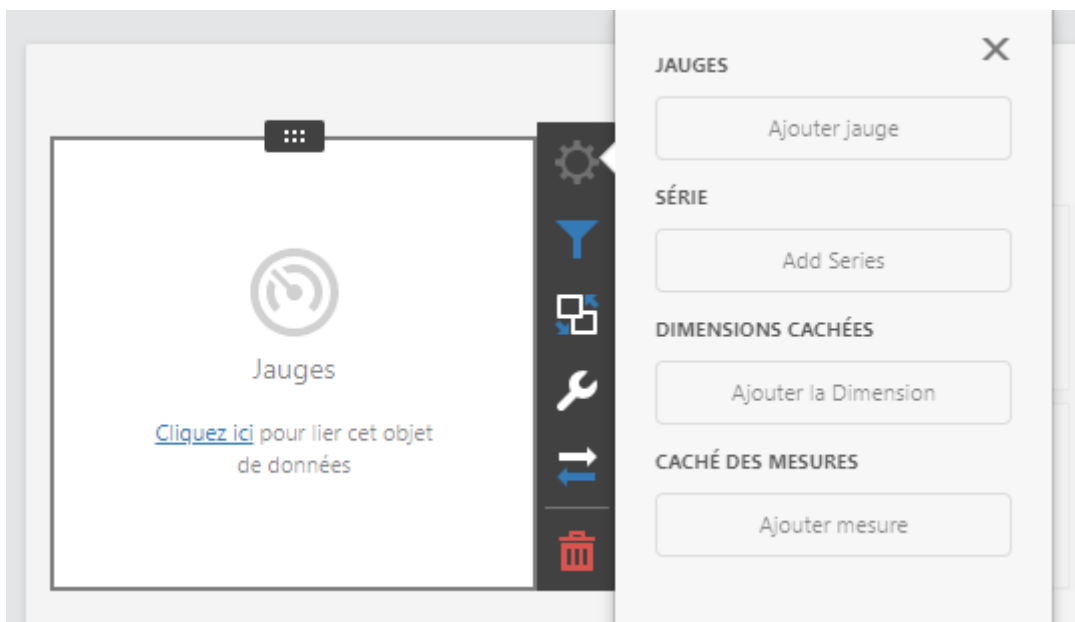 Jauges
Cliquez ici pour lier cet objet
de données
JAUGES
Ajouter jauge
SÉRIE
Add Series
DIMENSIONS CACHÉES
Ajouter la Dimension
CACHÉ DES MESURES
Ajouter mesure